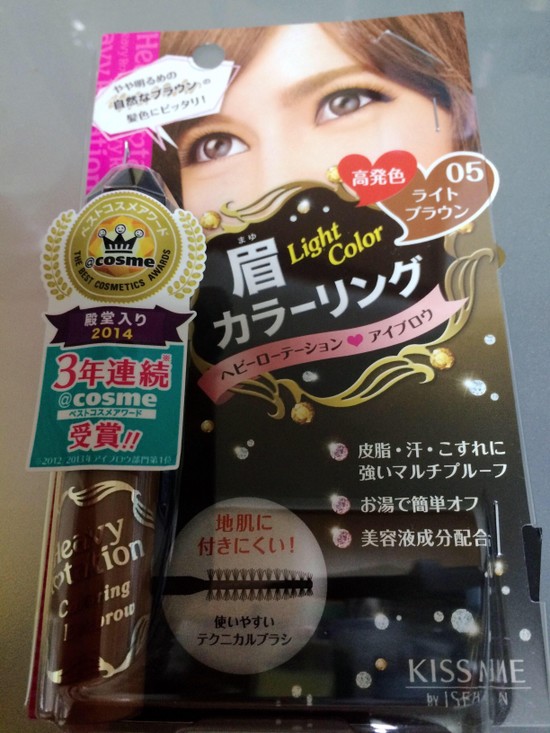 やや明るめの
自然なブラウンの
髪色にピッタリ！
高発色
05
ライト
ブラウン
ベストコスメアワード
@cosme
THE BEST COSMETICS AWARDS
殿堂入り
2014
3年連続
@cosme
ベストコスメアワード
受賞!!
まゆ
眉
Light
Color
カラーリング
ヘビーローテーション アイブロウ
皮脂・汗・こすれに
強いマルチプルーフ
お湯で簡単オフ
美容液成分配合
地肌に
付きにくい！
使いやすい
テクニカルブラシ
Heavy
Rotation
Coloring
Eyebrow
KISS ME
by ISEHAN